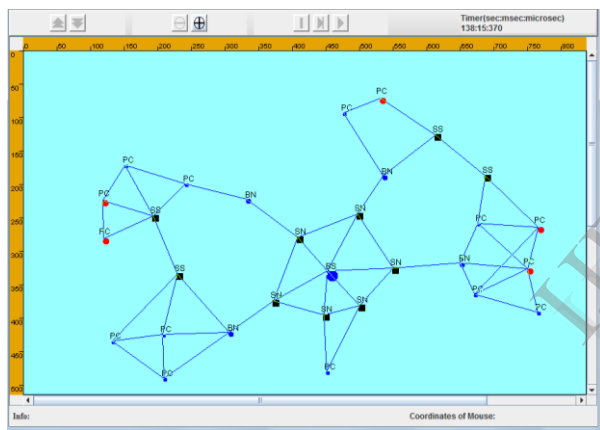 Timer(sec:msec:microsec)
138:15:370
0 50 100 150 200 250 300 350 400 450 500 550 600 650 700 750 800
0
50
100
150
200
250
300
350
400
450
500
PC
PC
SS
PC
PC
SS
BN
PC
BN
SN
PC
PC
SS
SN
PC
PC
BN
PC
SS
SN
SS
PC
SN
SN
SN
PC
PC
PC
BN
PC
PC
Info:
Coordinates of Mouse: